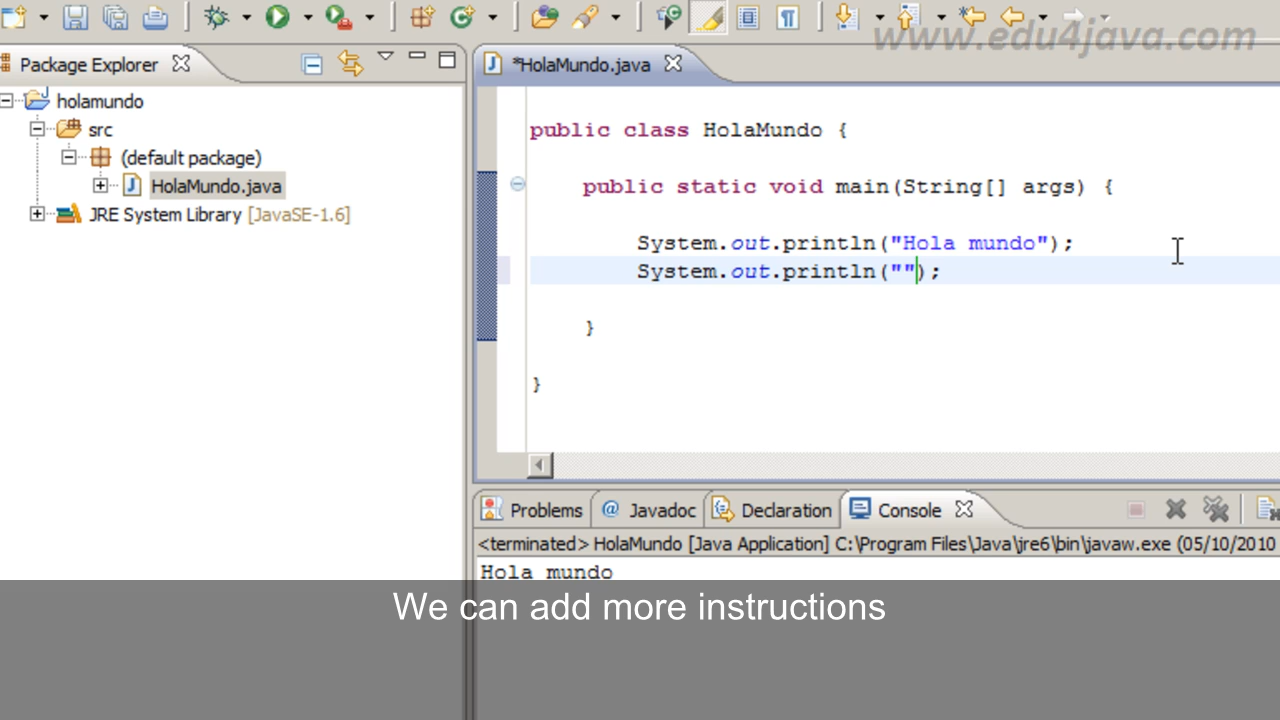 www.edu4java.com
Package Explorer
*HolaMundo.java
holamundo
src
(default package)
HolaMundo.java
JRE System Library [JavaSE-1.6]
public class HolaMundo {
public static void main(String[] args) {
System.out.println("Hola mundo");
System.out.println("");
}
}
Problems
@ Javadoc
Declaration
Console
<terminated> HolaMundo [Java Application] C:\Program Files\Java\jre6\bin\javaw.exe (05/10/2010
Hola mundo
We can add more instructions